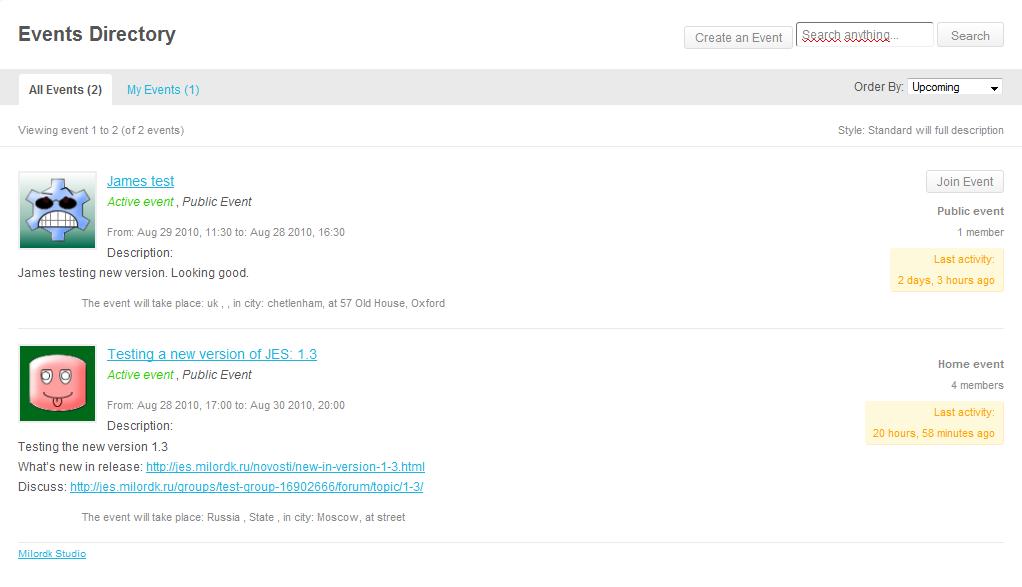 Events Directory
Create an Event
Search anything...
Search
All Events (2)
My Events (1)
Order By: Upcoming
Viewing event 1 to 2 (of 2 events)
Style: Standard will full description
James test
Join Event
Active event , Public Event
Public event
From: Aug 29 2010, 11:30 to: Aug 28 2010, 16:30
1 member
Description:
Last activity:
James testing new version. Looking good.
2 days, 3 hours ago
The event will take place: uk , , in city: chetlenham, at 57 Old House, Oxford
Testing a new version of JES: 1.3
Home event
Active event , Public Event
4 members
From: Aug 28 2010, 17:00 to: Aug 30 2010, 20:00
Last activity:
Description:
20 hours, 58 minutes ago
Testing the new version 1.3
What's new in release: http://jes.milordk.ru/novosti/new-in-version-1-3.html
Discuss: http://jes.milordk.ru/groups/test-group-16902666/forum/topic/1-3/
The event will take place: Russia , State , in city: Moscow, at street
Milordk Studio